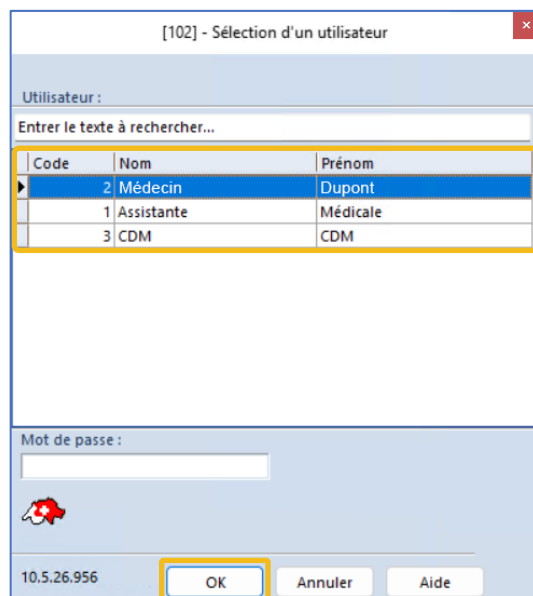 [102] - Sélection d'un utilisateur
Utilisateur :
Entrer le texte à rechercher...
Code Nom Prénom
2 Médecin Dupont
1 Assistante Médicale
3 CDM CDM
Mot de passe :
10.5.26.956 OK Annuler Aide